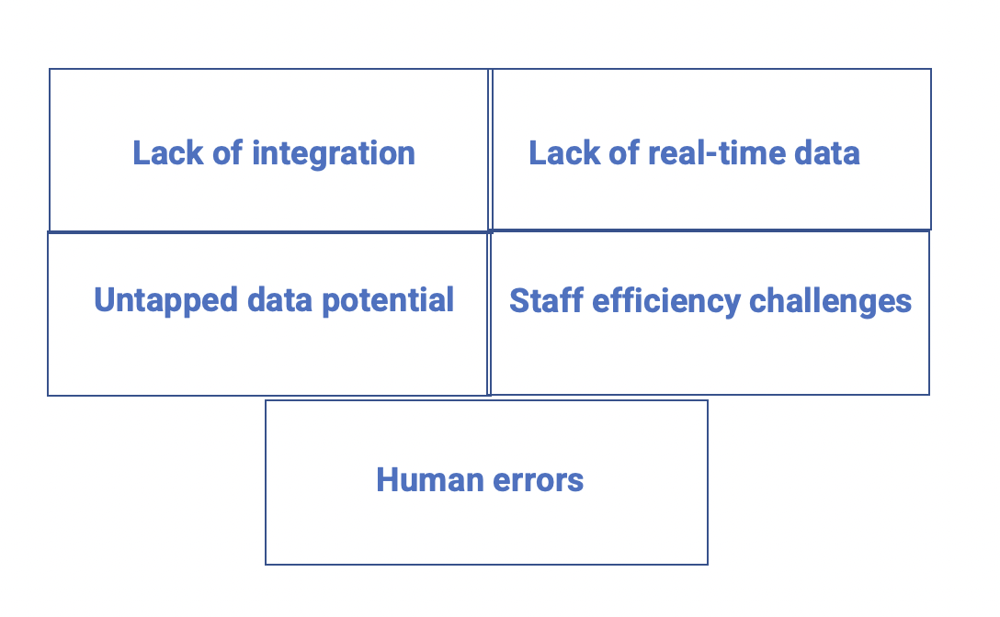 Lack of integration
Lack of real-time data
Untapped data potential
Staff efficiency challenges
Human errors